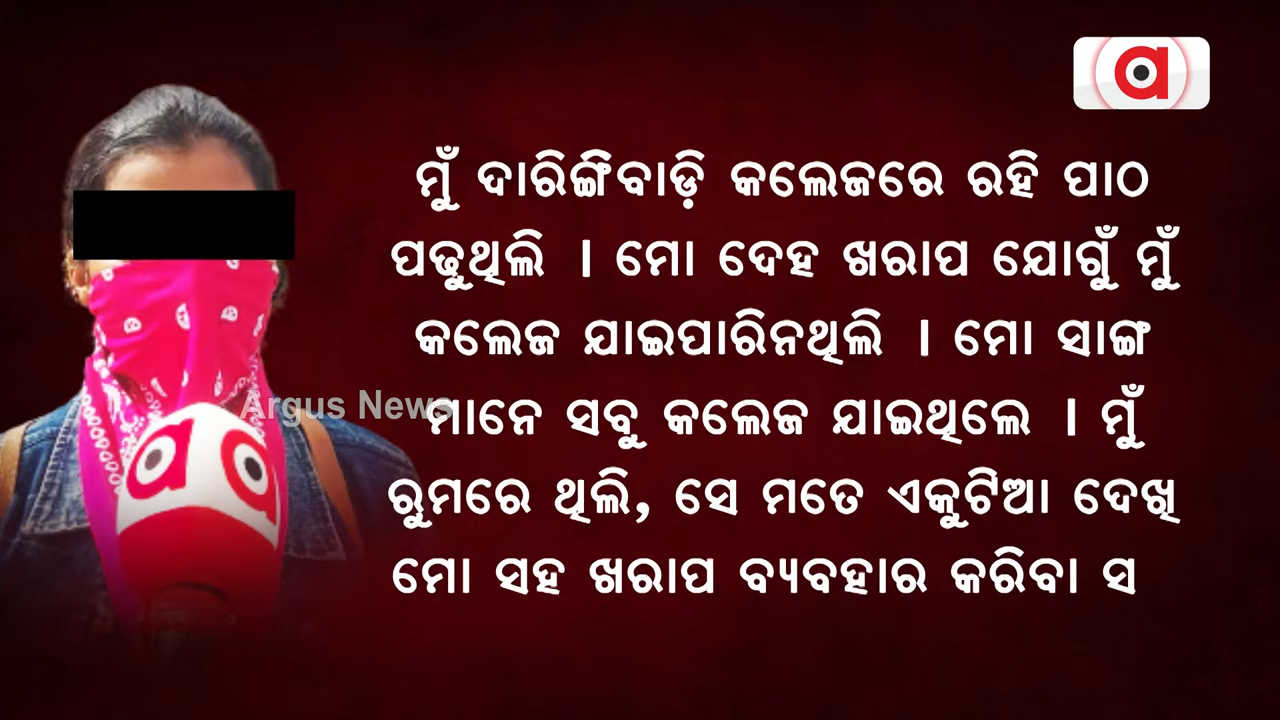 ମୁଁ ଦାରିଙ୍ଗିବାଡ଼ି କଲେଜରେ ରହି ପାଠ
ପଢୁଥିଲି । ମୋ ଦେହ ଖରାପ ଯୋଗୁଁ ମୁଁ
କଲେଜ ଯାଇପାରିନଥିଲି । ମୋ ସାଙ୍ଗ
Argus News
ମାନେ ସବୁ କଲେଜ ଯାଇଥିଲେ । ମୁଁ
ରୁମରେ ଥିଲି, ସେ ମତେ ଏକୁଟିଆ ଦେଖି
ମୋ ସହ ଖରାପ ବ୍ୟବହାର କରିବା ସ